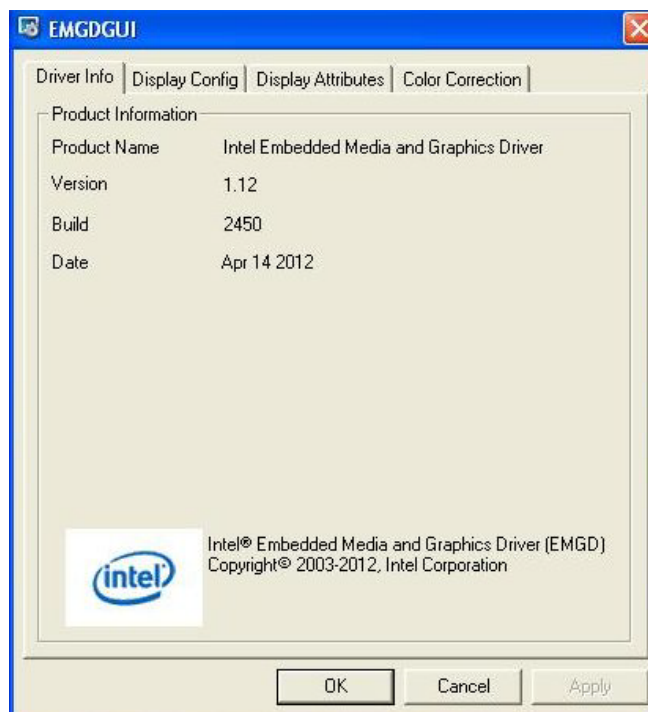 EMGDGUI
Driver Info Display Config Display Attributes Color Correction
Product Information
Product Name Intel Embedded Media and Graphics Driver
Version 1.12
Build 2450
Date Apr 14 2012
intel
Intel® Embedded Media and Graphics Driver (EMGD)
Copyright© 2003-2012, Intel Corporation
OK Cancel Apply